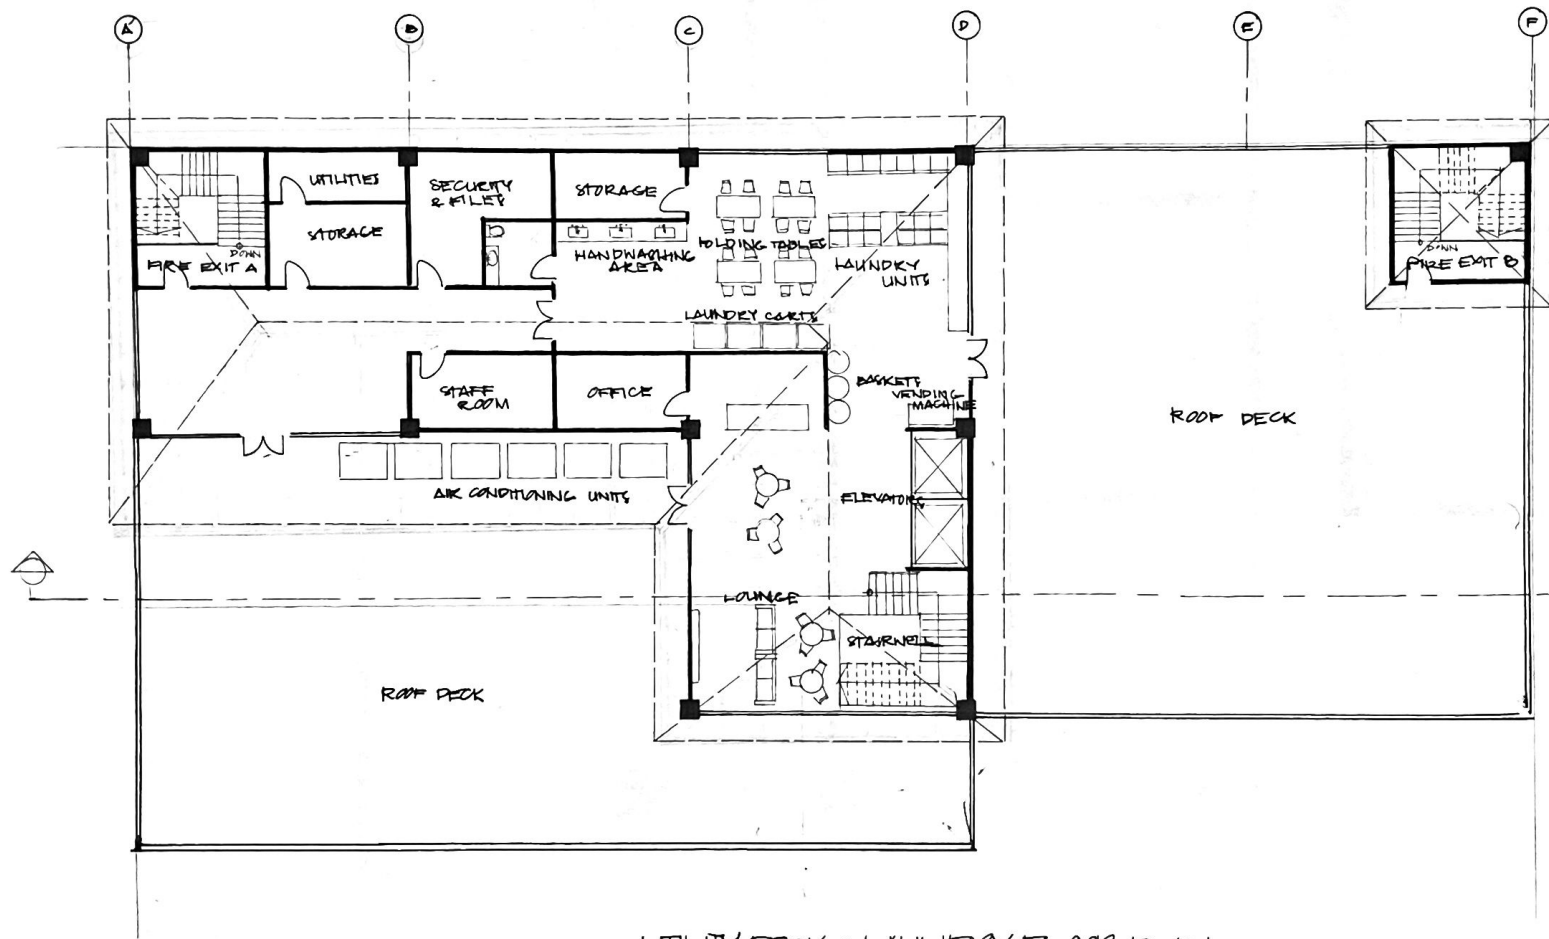 A
B
C
D
E
F
UTILITIES
SECURITY
& FILES
STORAGE
STORAGE
DOWN
FIRE EXIT A
HANDWASHING
AREA
FOLDING TABLES
LAUNDRY
UNITS
DOWN
FIRE EXIT B
LAUNDRY CARTS
STAFF
ROOM
OFFICE
BASKETS
VENDING
MACHINE
ROOF DECK
AIR CONDITIONING UNITS
ELEVATORS
LOUNGE
STAIRWELL
ROOF DECK